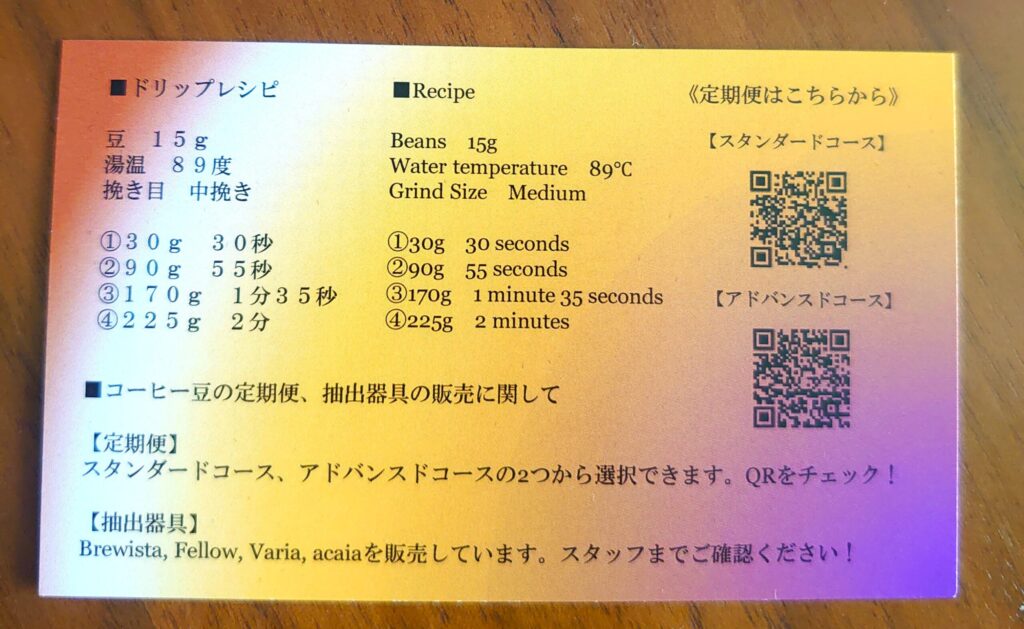 ■ドリップレシピ
豆　１５ｇ
湯温　８９度
挽き目　中挽き
①３０ｇ　３０秒
②９０ｇ　５５秒
③１７０ｇ　１分３５秒
④２２５ｇ　２分
■Recipe
Beans　15g
Water temperature　89℃
Grind Size　Medium
①30g　30 seconds
②90g　55 seconds
③170g　1 minute 35 seconds
④225g　2 minutes
《定期便はこちらから》
【スタンダードコース】
【アドバンスドコース】
■コーヒー豆の定期便、抽出器具の販売に関して
【定期便】
スタンダードコース、アドバンスドコースの2つから選択できます。QRをチェック！
【抽出器具】
Brewista, Fellow, Varia, acaiaを販売しています。スタッフまでご確認ください！